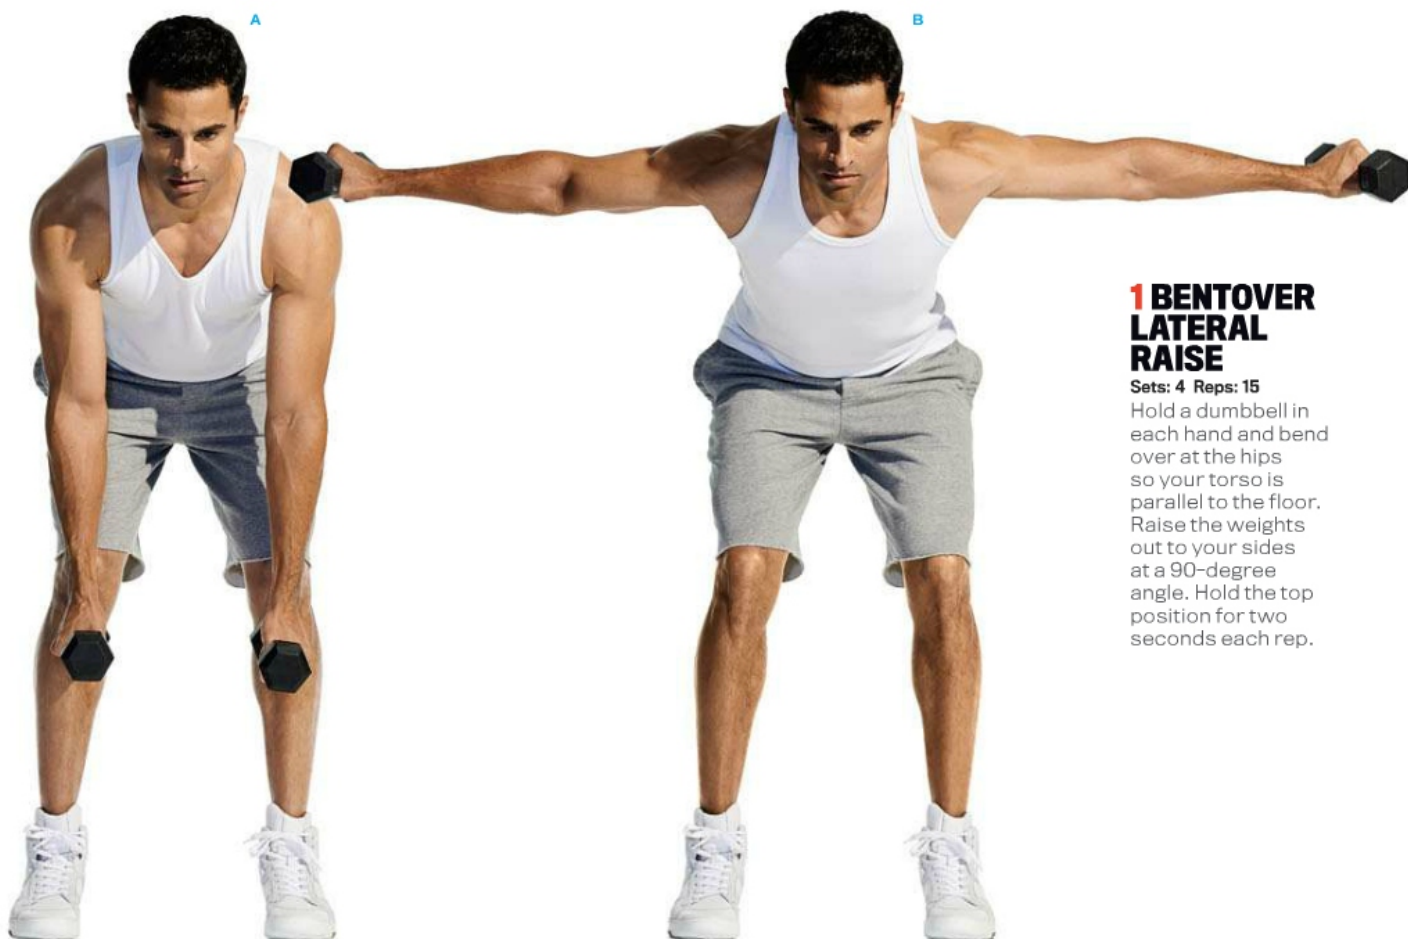 A
B
1 BENTOVER
LATERAL
RAISE
Sets: 4 Reps: 15
Hold a dumbbell in
each hand and bend
over at the hips
so your torso is
parallel to the floor.
Raise the weights
out to your sides
at a 90-degree
angle. Hold the top
position for two
seconds each rep.